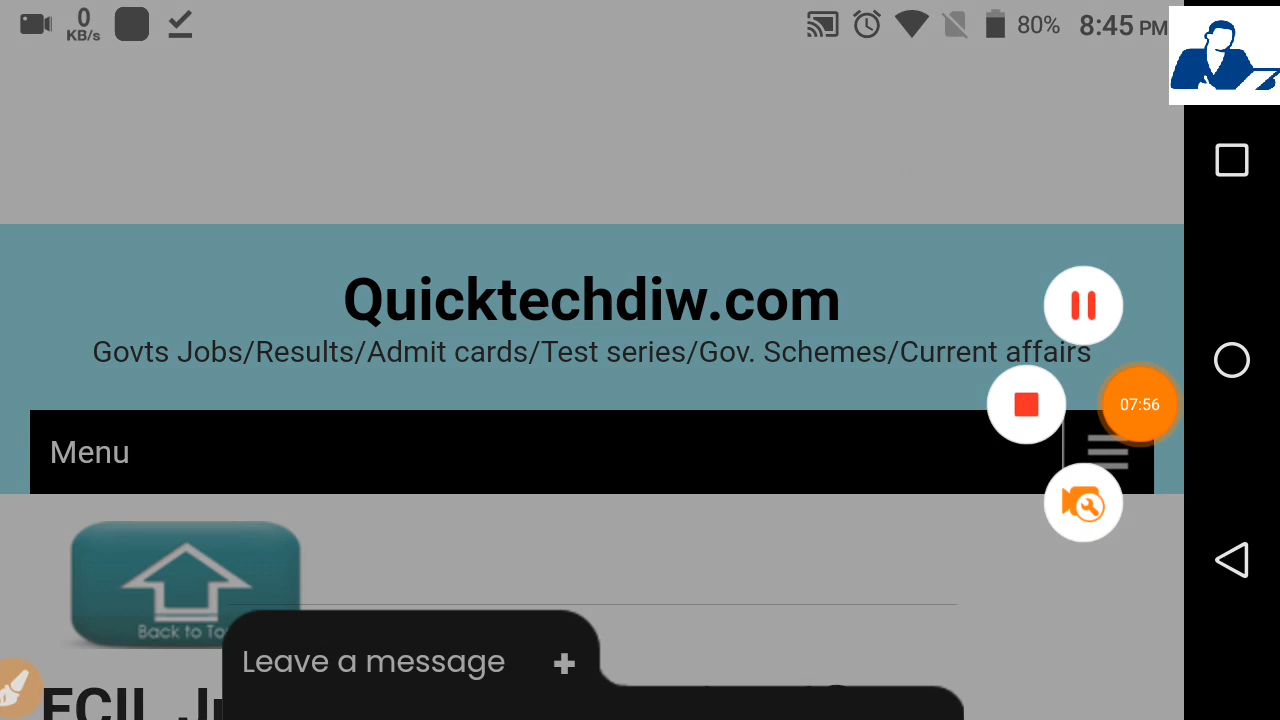 0
KB/s
80% 8:45 PM
Quicktechdiw.com
Govts Jobs/Results/Admit cards/Test series/Gov. Schemes/Current affairs
07:56
Menu
Back to To
Leave a message +
ECIL